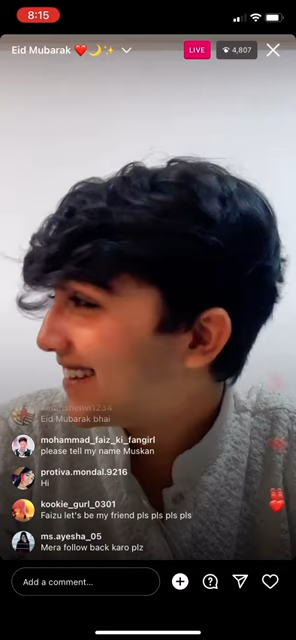 8:15
Eid Mubarak ❤️🌙✨
LIVE
4,807
Eid Mubarak bhai
mohammad_faiz_ki_fangirl
please tell my name Muskan
protiva.mondal.9216
Hi
kookie_gurl_0301
Faizu let's be my friend pls pls pls pls
ms.ayesha_05
Mera follow back karo plz
Add a comment...